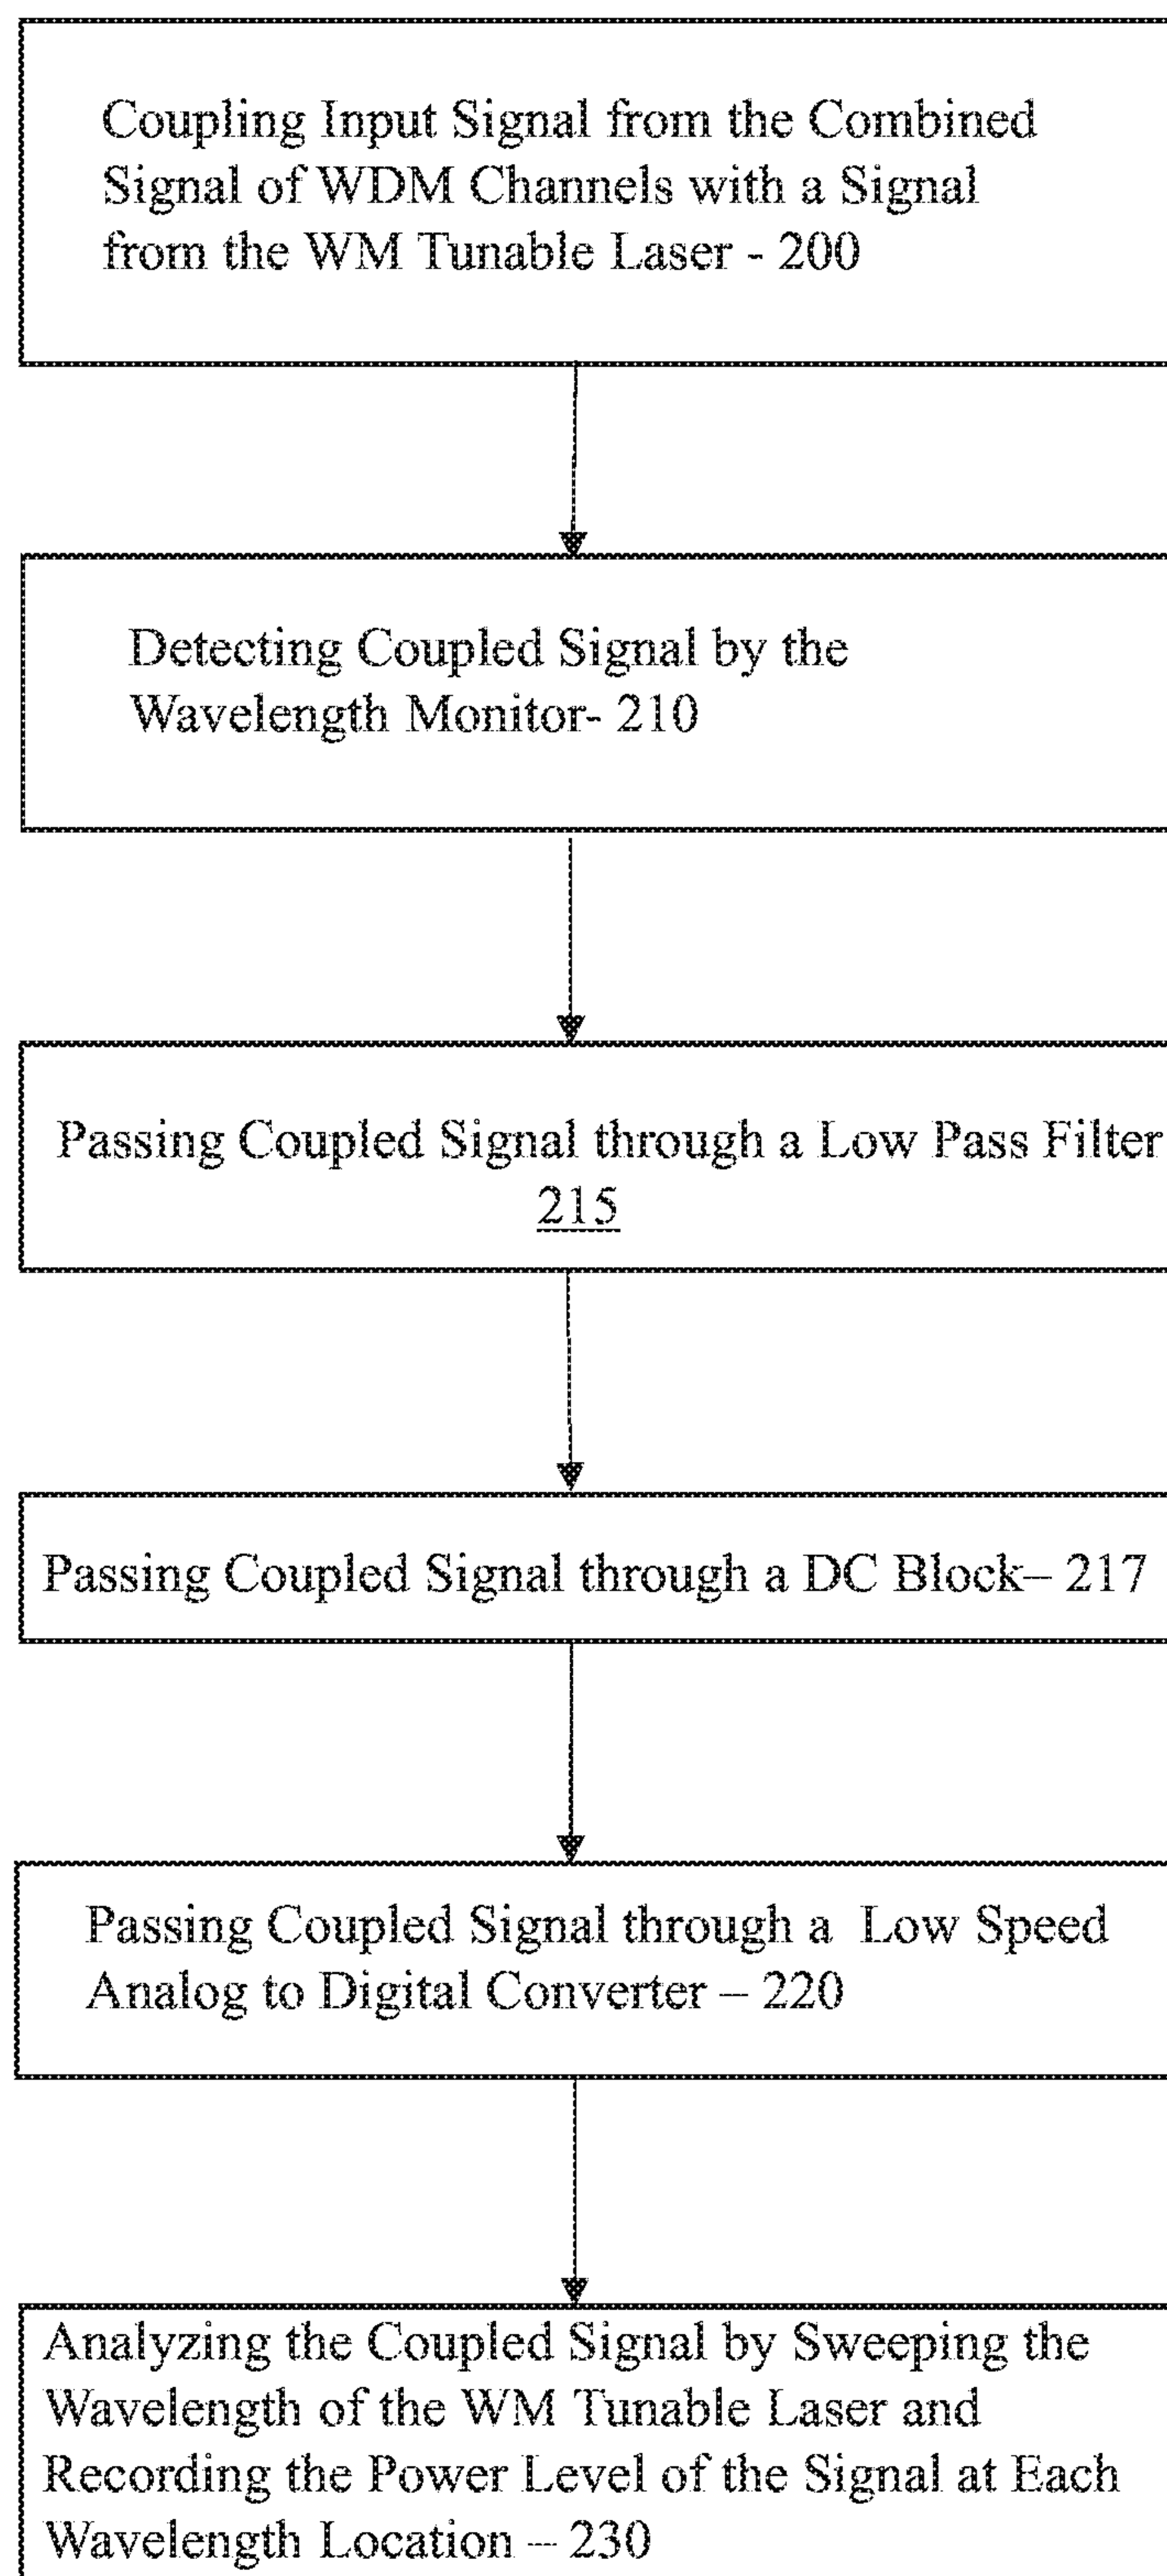 Coupling Input Signal from the Combined
Signal of WDM Channels with a Signal
from the WM Tunable Laser - 200
Detecting Coupled Signal by the
Wavelength Monitor- 210
Passing Coupled Signal through a Low Pass Filter
215
Passing Coupled Signal through a DC Block– 217
Passing Coupled Signal through a Low Speed
Analog to Digital Converter – 220
Analyzing the Coupled Signal by Sweeping the
Wavelength of the WM Tunable Laser and
Recording the Power Level of the Signal at Each
Wavelength Location – 230